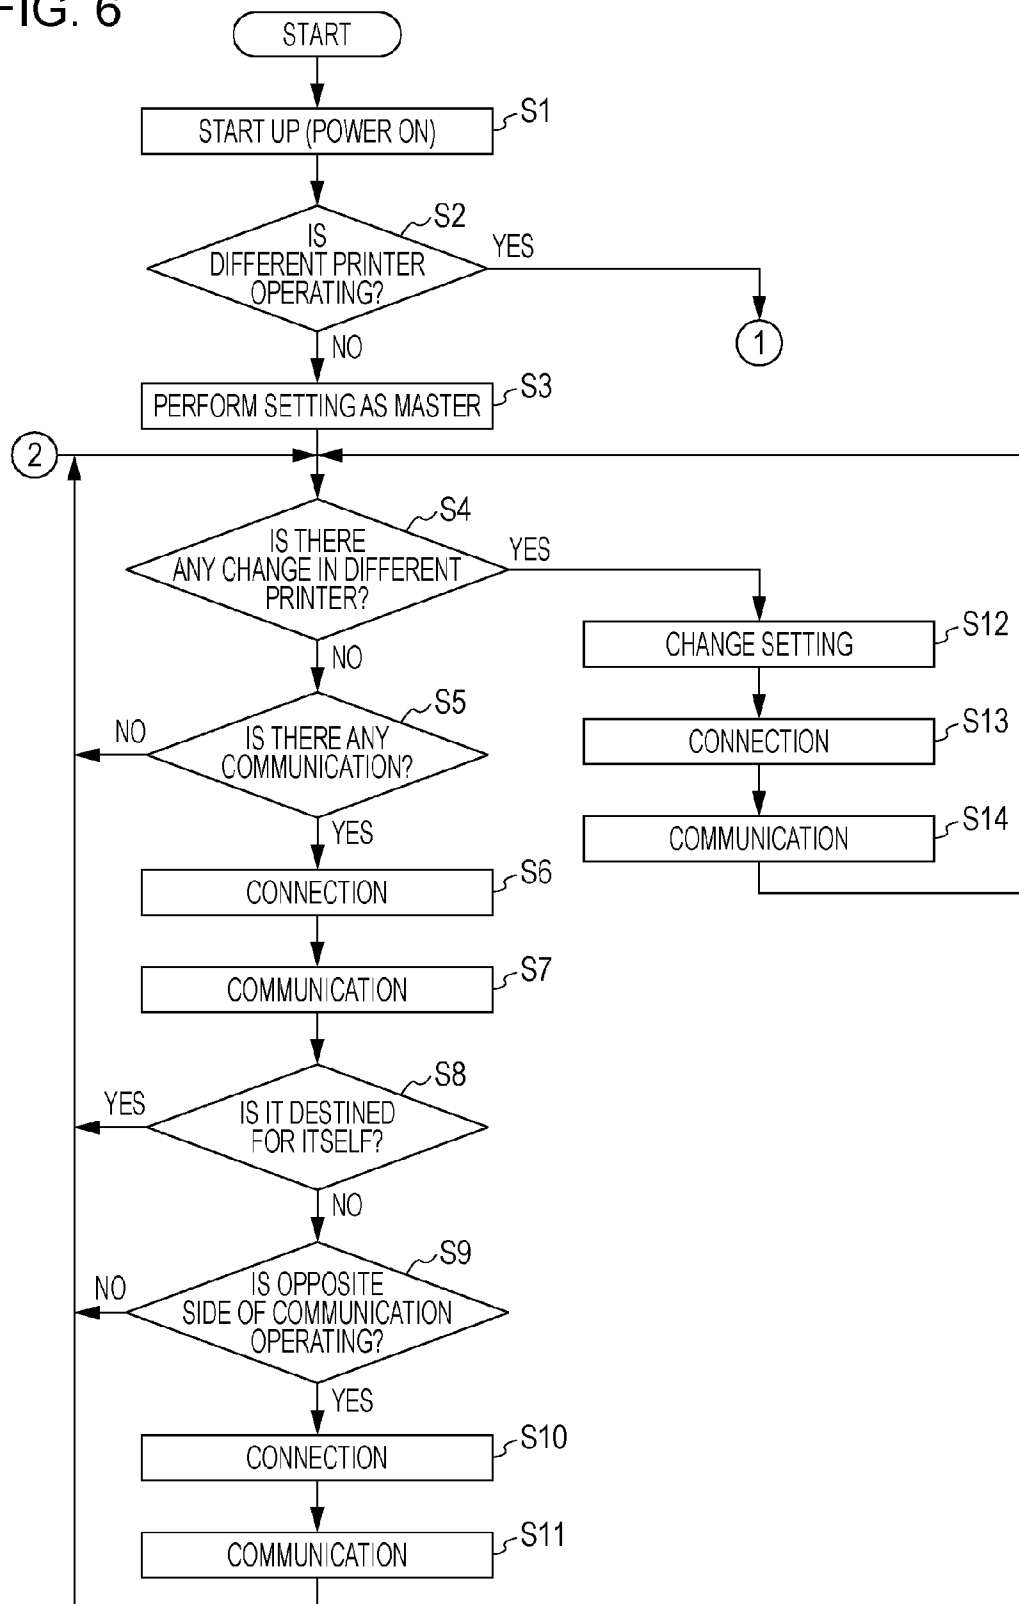 FIG. 6
START
START UP (POWER ON)
S1
IS
DIFFERENT PRINTER
OPERATING?
S2
YES
1
NO
PERFORM SETTING AS MASTER
S3
2
IS THERE
ANY CHANGE IN DIFFERENT
PRINTER?
S4
YES
NO
CHANGE SETTING
S12
CONNECTION
S13
COMMUNICATION
S14
IS THERE ANY
COMMUNICATION?
S5
NO
YES
CONNECTION
S6
COMMUNICATION
S7
IS IT DESTINED
FOR ITSELF?
S8
YES
NO
IS OPPOSITE
SIDE OF COMMUNICATION
OPERATING?
S9
NO
YES
CONNECTION
S10
COMMUNICATION
S11